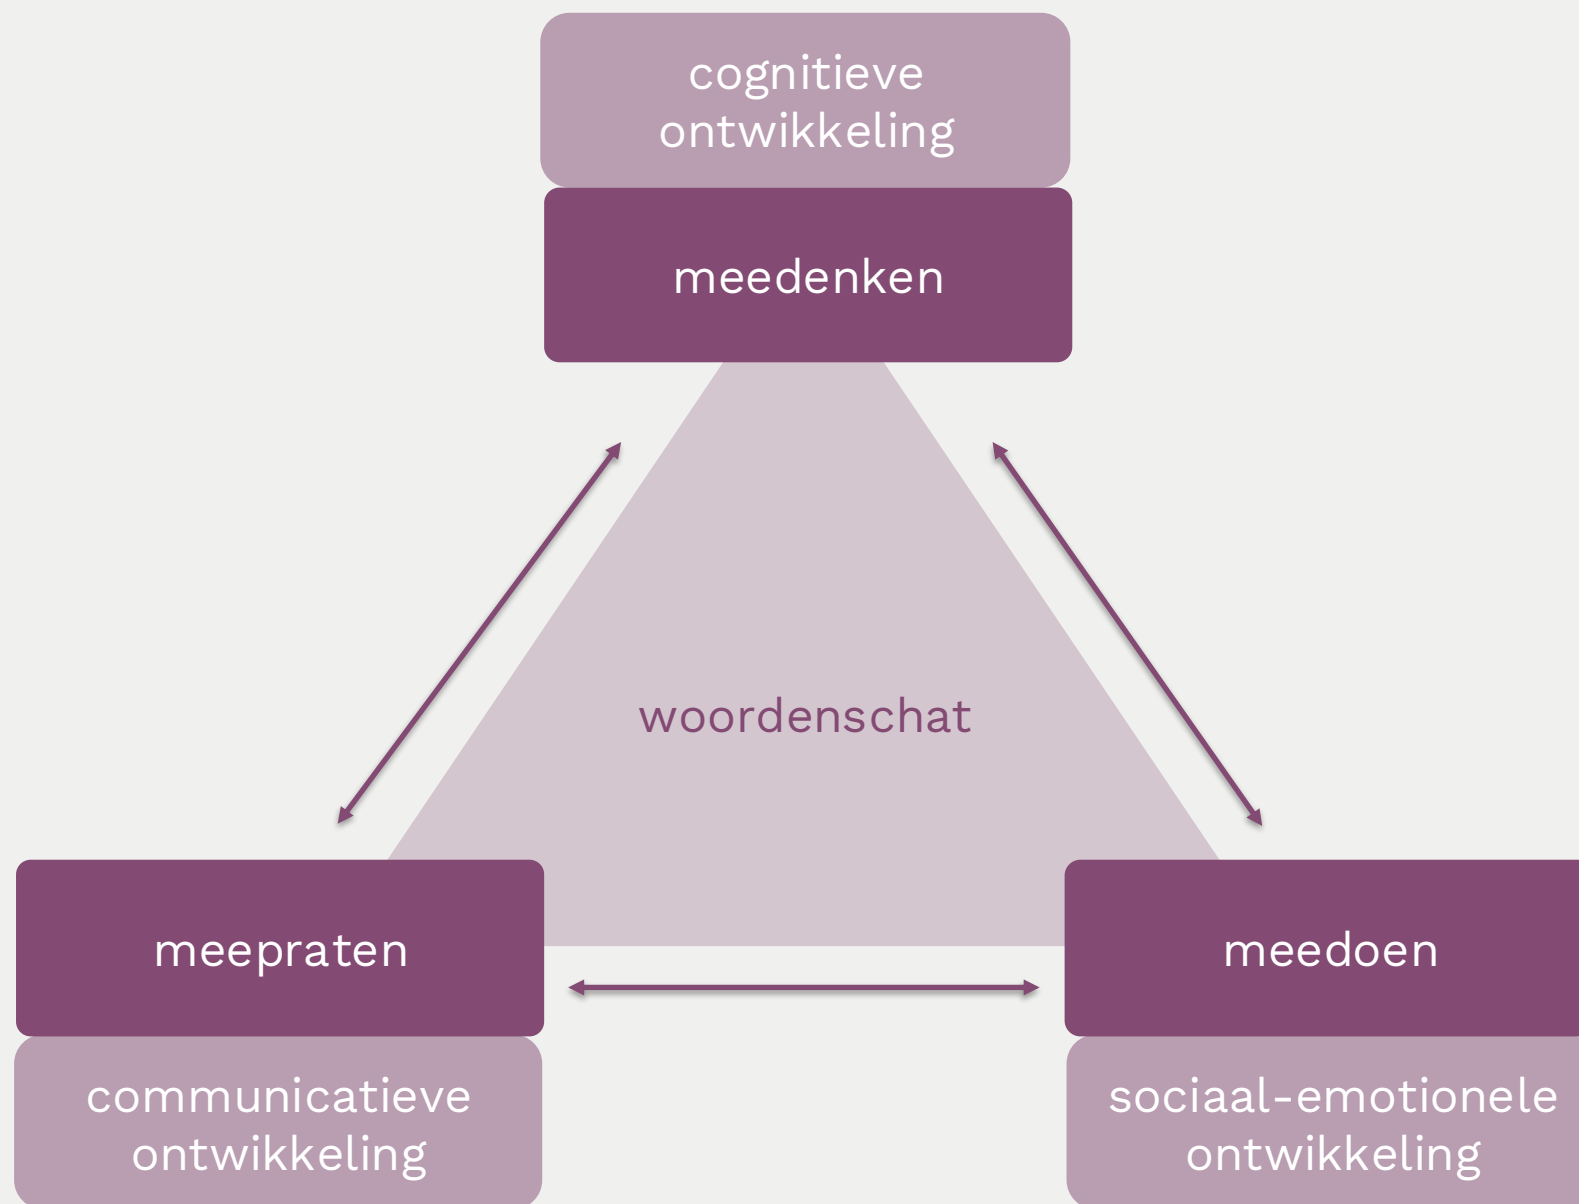 cognitieve
ontwikkeling
meedenken
woordenschat
meepraten
meedoen
communicatieve
ontwikkeling
sociaal-emotionele
ontwikkeling